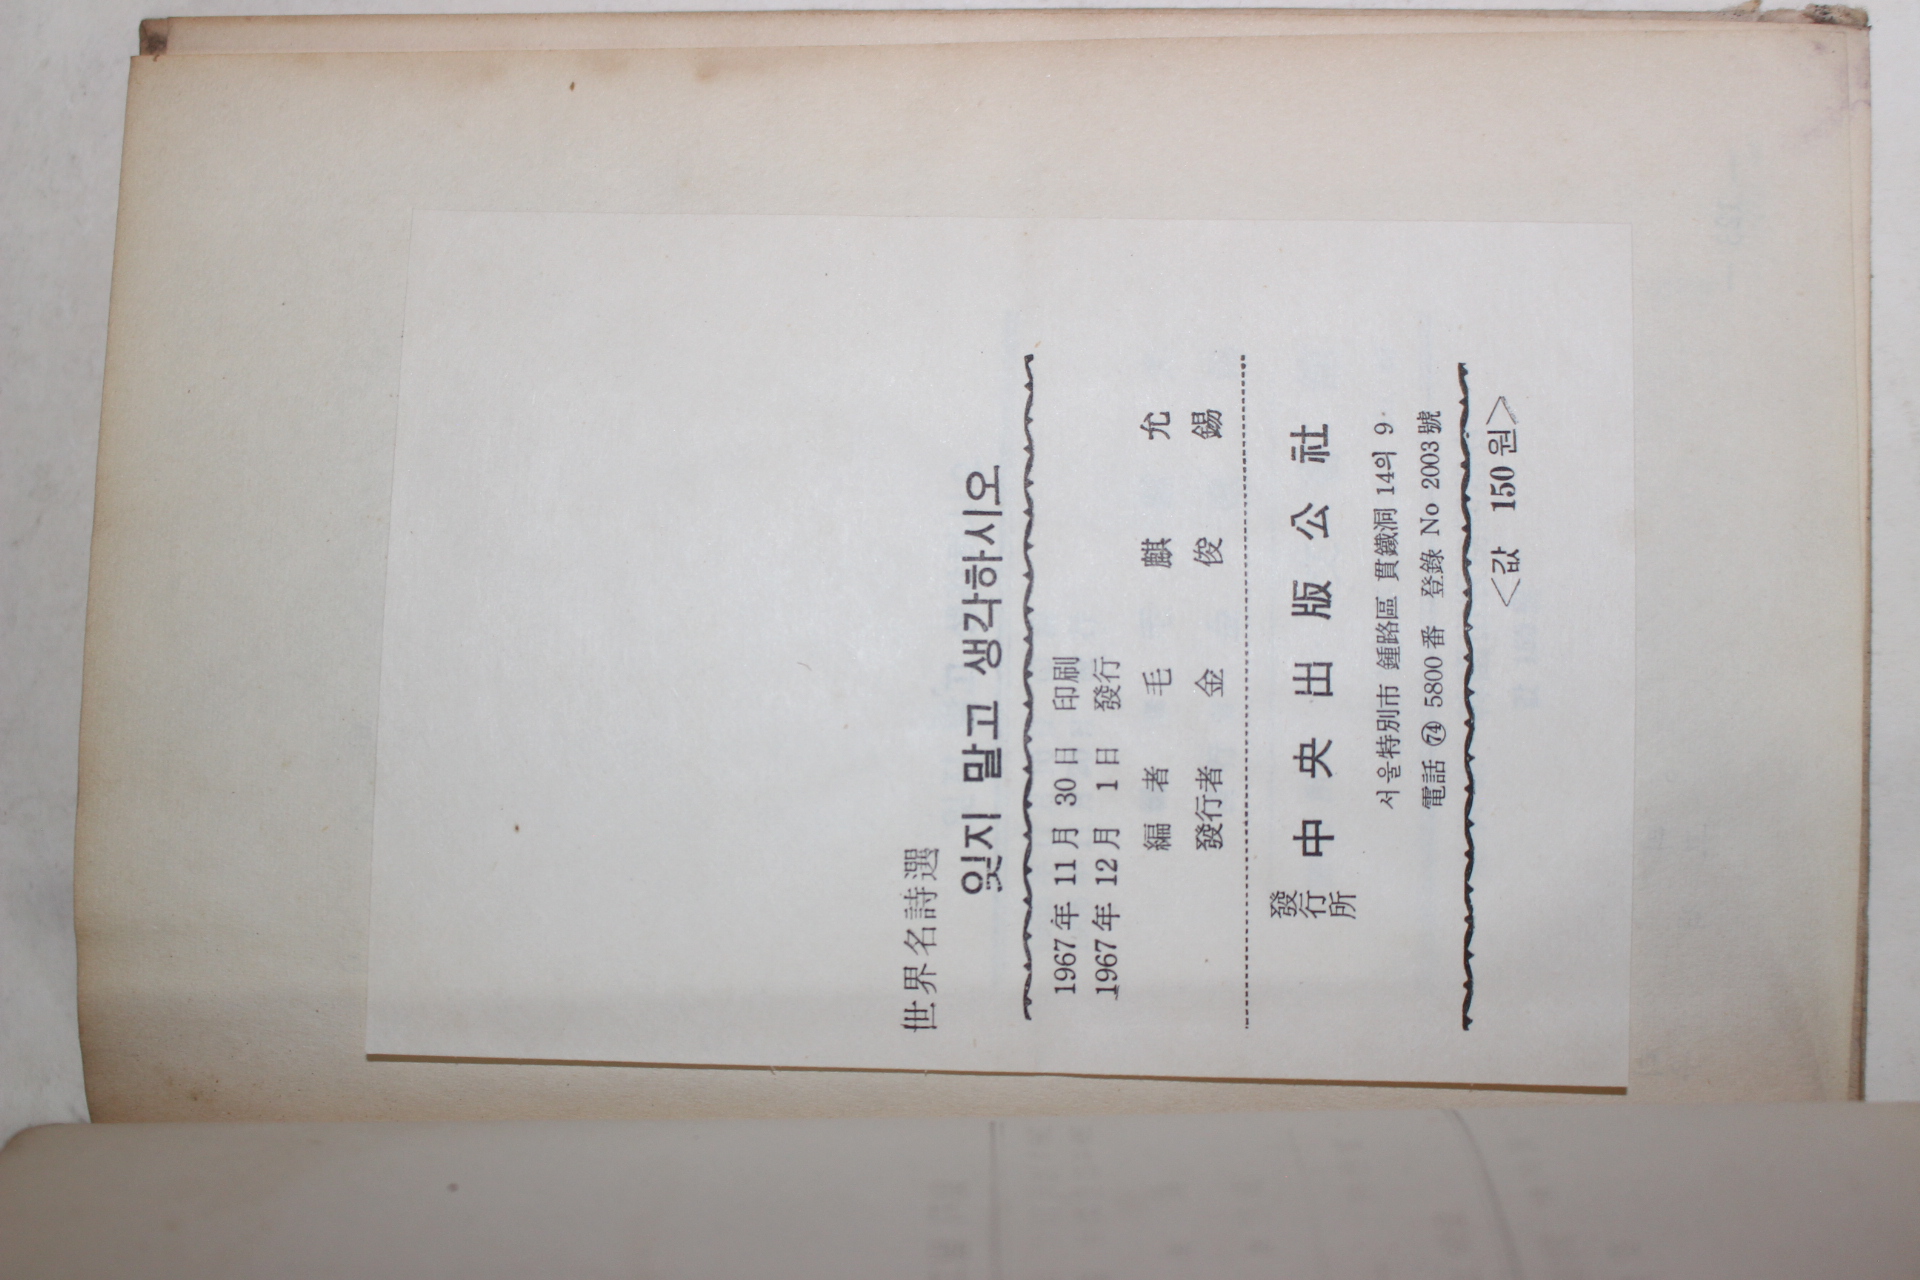 世界名詩選
잊지 말고 생각하시오
1967年 11月 30日 印刷
1967年 12月 1日 發行
編者 毛麒允
發行者 金俊錫
發行所 中央出版公社
서울特別市 鍾路區 貫鐵洞 14의 9
電話 74 5800番 登錄 No 2003號
<값 150원>